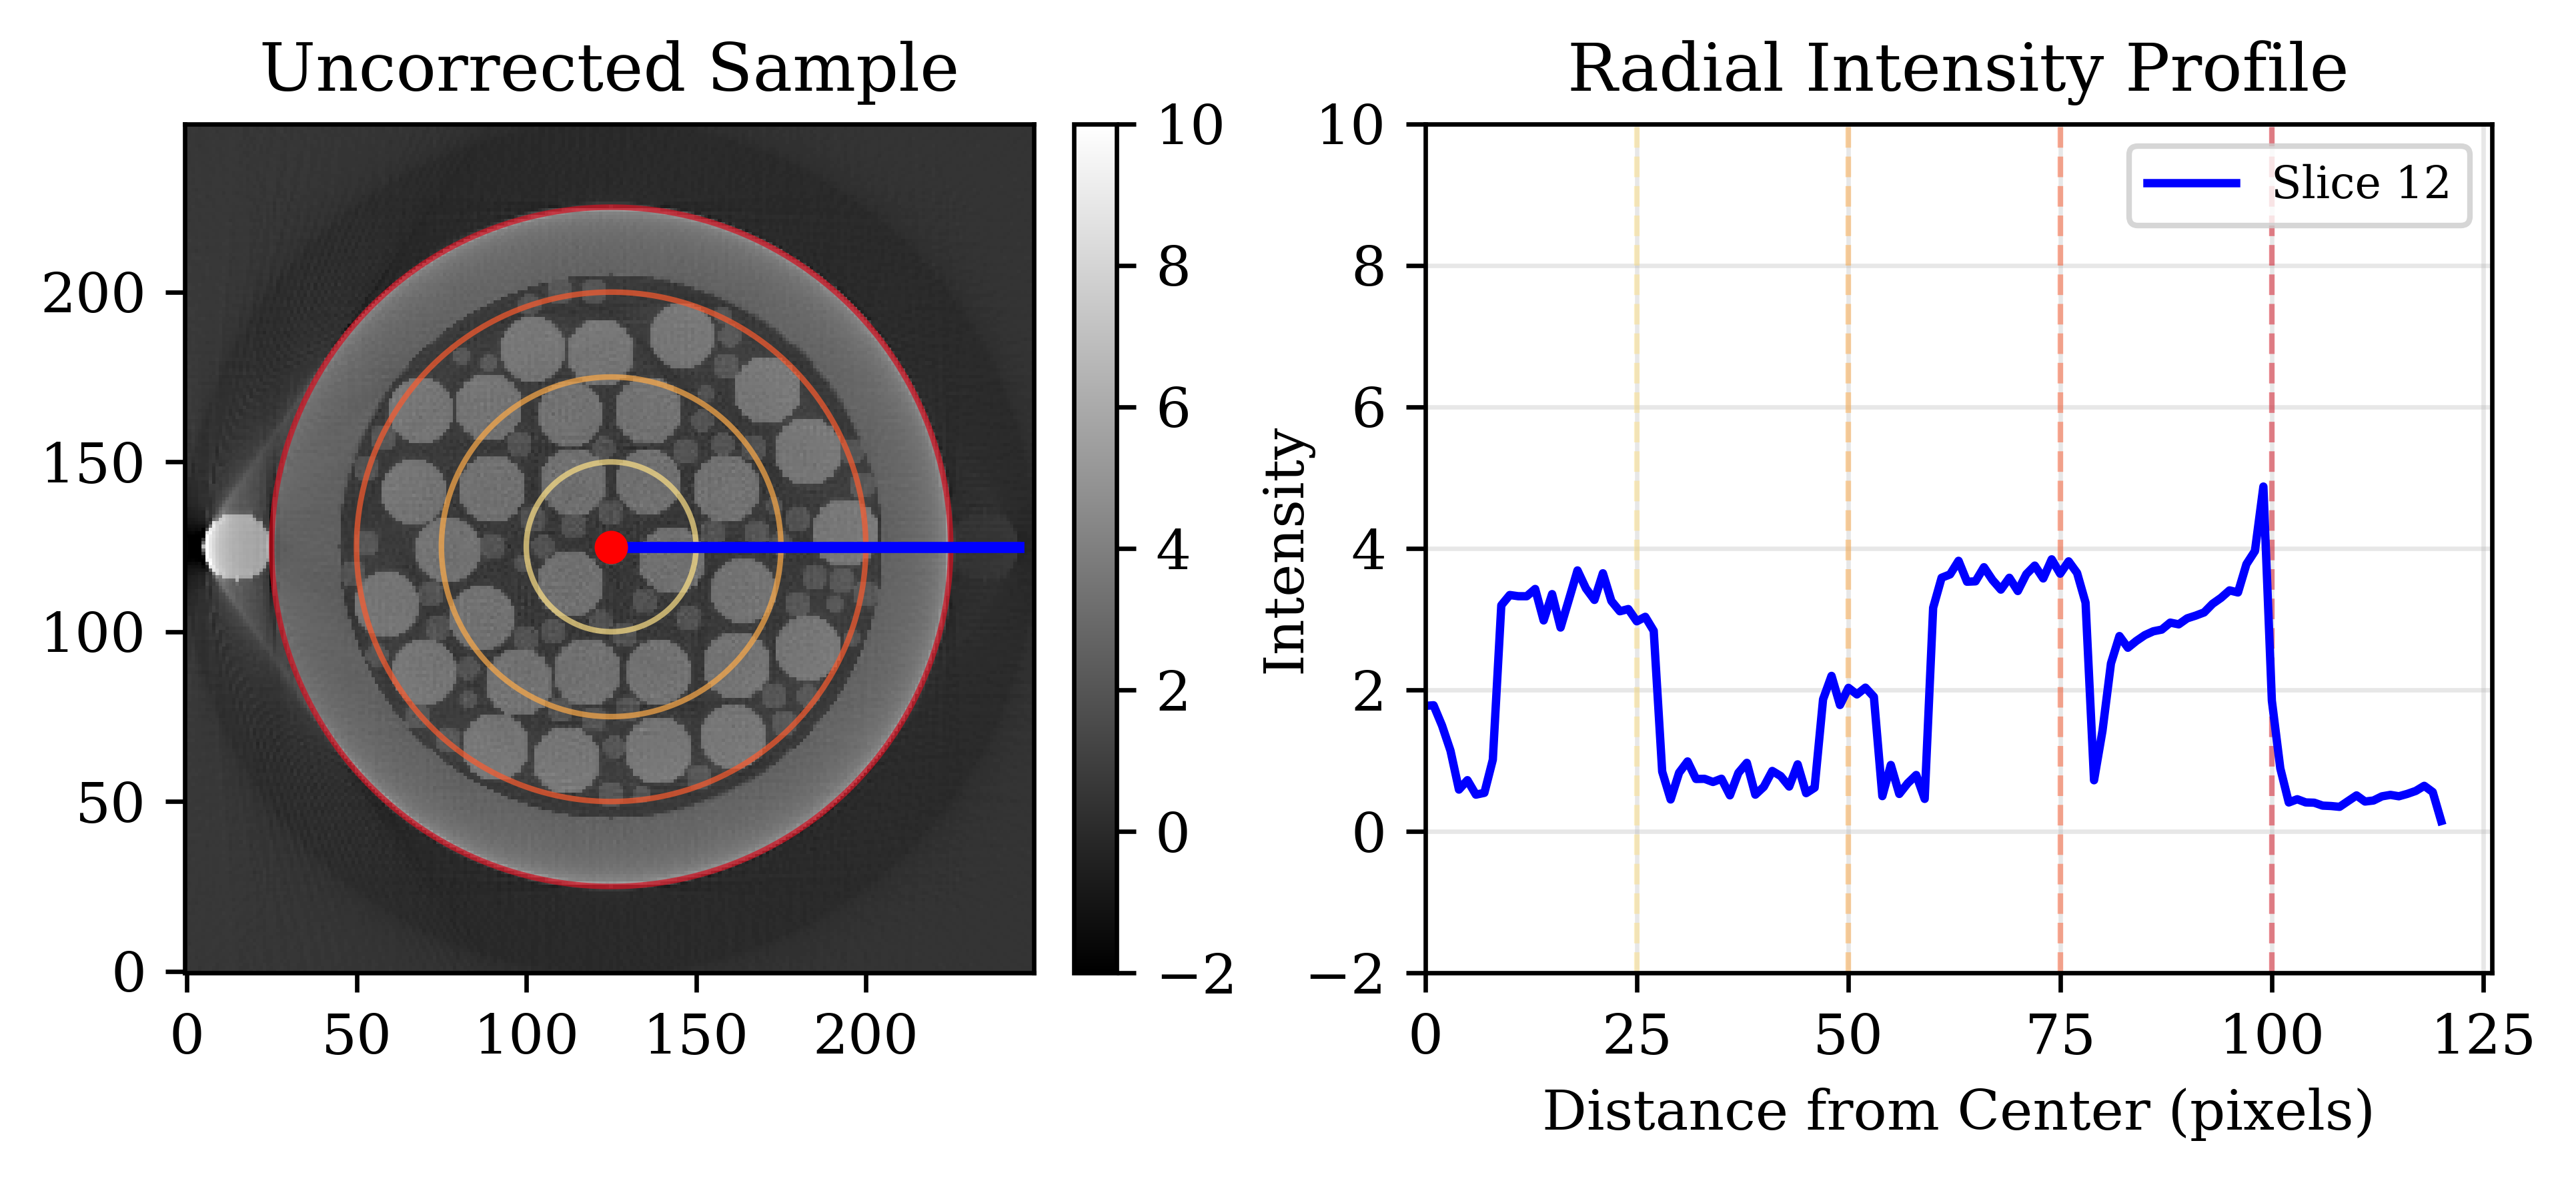 Uncorrected Sample
200
150
100
50
0
0 50 100 150 200
10
8
6
4
2
0
−2
Radial Intensity Profile
Intensity
10
8
6
4
2
0
−2
Slice 12
0 25 50 75 100 125
Distance from Center (pixels)